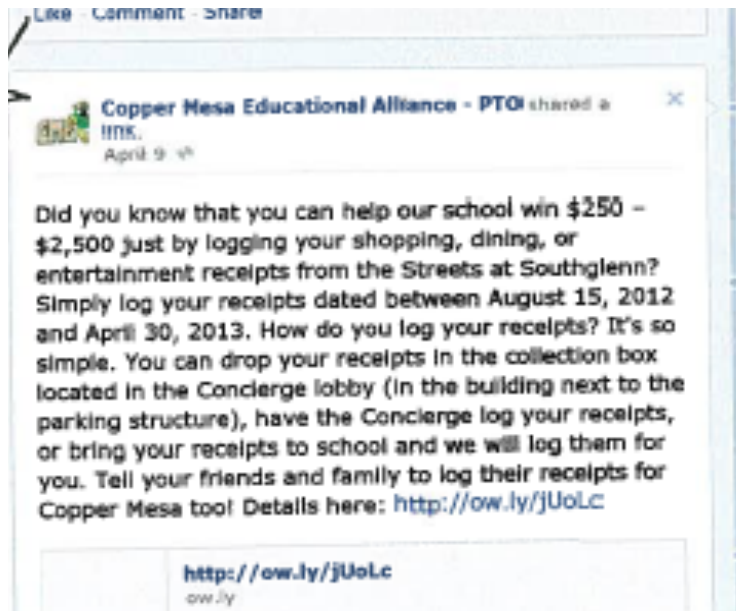 Like · Comment · Share
Copper Mesa Educational Alliance - PTO shared a
link.
April 9
Did you know that you can help our school win $250 –
$2,500 just by logging your shopping, dining, or
entertainment receipts from the Streets at Southglenn?
Simply log your receipts dated between August 15, 2012
and April 30, 2013. How do you log your receipts? It's so
simple. You can drop your receipts in the collection box
located in the Concierge lobby (in the building next to the
parking structure), have the Concierge log your receipts,
or bring your receipts to school and we will log them for
you. Tell your friends and family to log their receipts for
Copper Mesa too! Details here: http://ow.ly/jUoLc
http://ow.ly/jUoLc
ow.ly